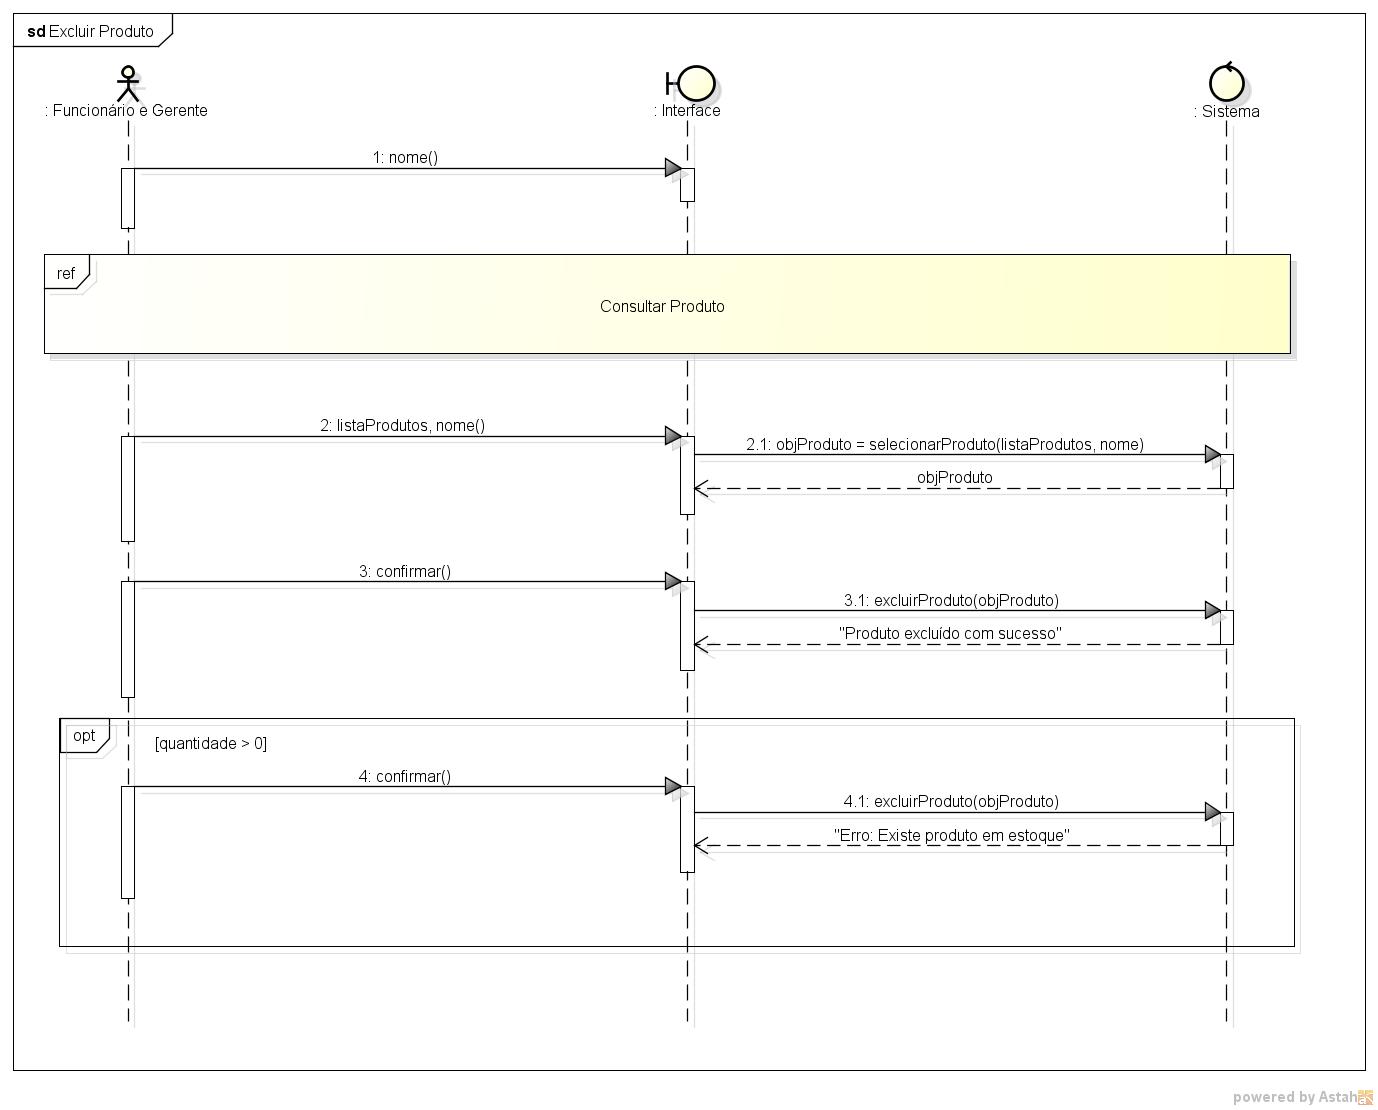 sd Excluir Produto
: Funcionário e Gerente
: Interface
: Sistema
1: nome()
ref
Consultar Produto
2: listaProdutos, nome()
2.1: objProduto = selecionarProduto(listaProdutos, nome)
objProduto
3: confirmar()
3.1: excluirProduto(objProduto)
"Produto excluído com sucesso"
opt
[quantidade > 0]
4: confirmar()
4.1: excluirProduto(objProduto)
"Erro: Existe produto em estoque"
powered by Astah